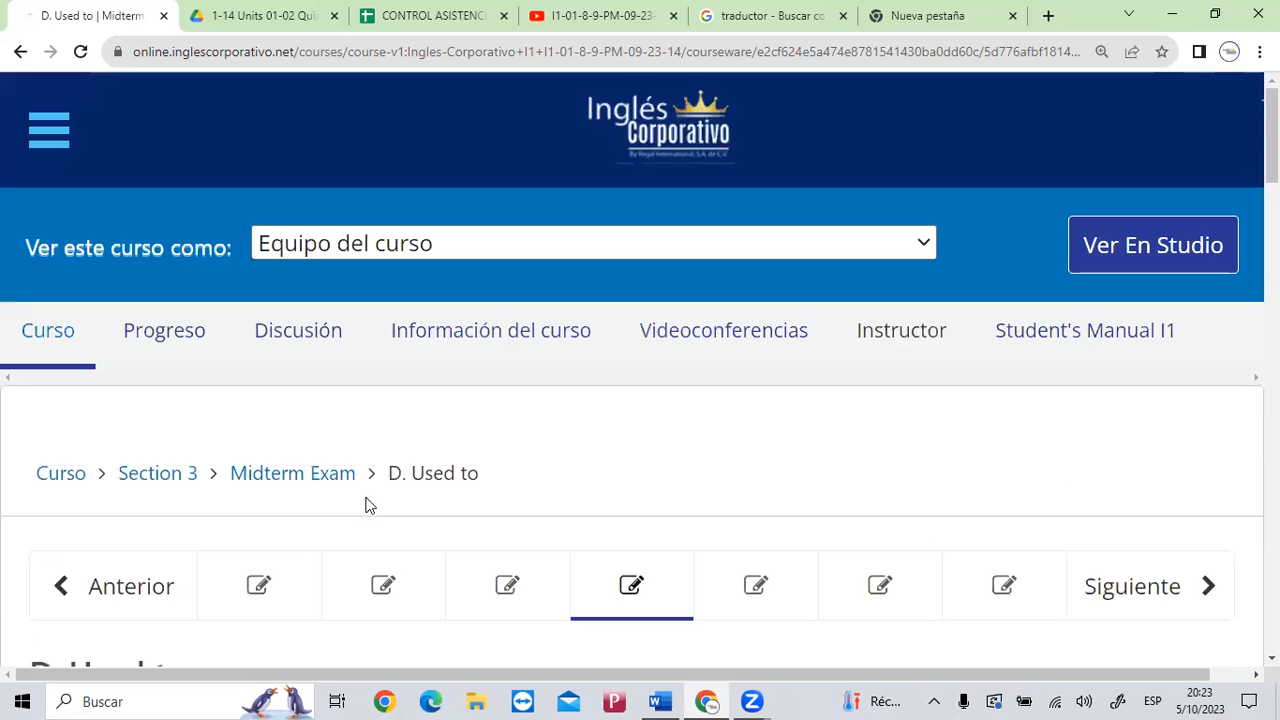 D. Used to | Midterm
1-14 Units 01-02 Qui
CONTROL ASISTENC
I1-01-8-9-PM-09-23-
traductor - Buscar co
Nueva pestaña
online.inglescorporativo.net/courses/course-v1:Ingles-Corporativo+I1+I1-01-8-9-PM-09-23-14/courseware/e2cf624e5a474e8781541430ba0dd60c/5d776afbf1814...
Inglés
Corporativo
Ver este curso como:
Equipo del curso
Ver En Studio
Curso
Progreso
Discusión
Información del curso
Videoconferencias
Instructor
Student's Manual I1
Curso > Section 3 > Midterm Exam > D. Used to
Anterior
Siguiente
D. Used to
Buscar
Réc...
ESP
20:23
5/10/2023